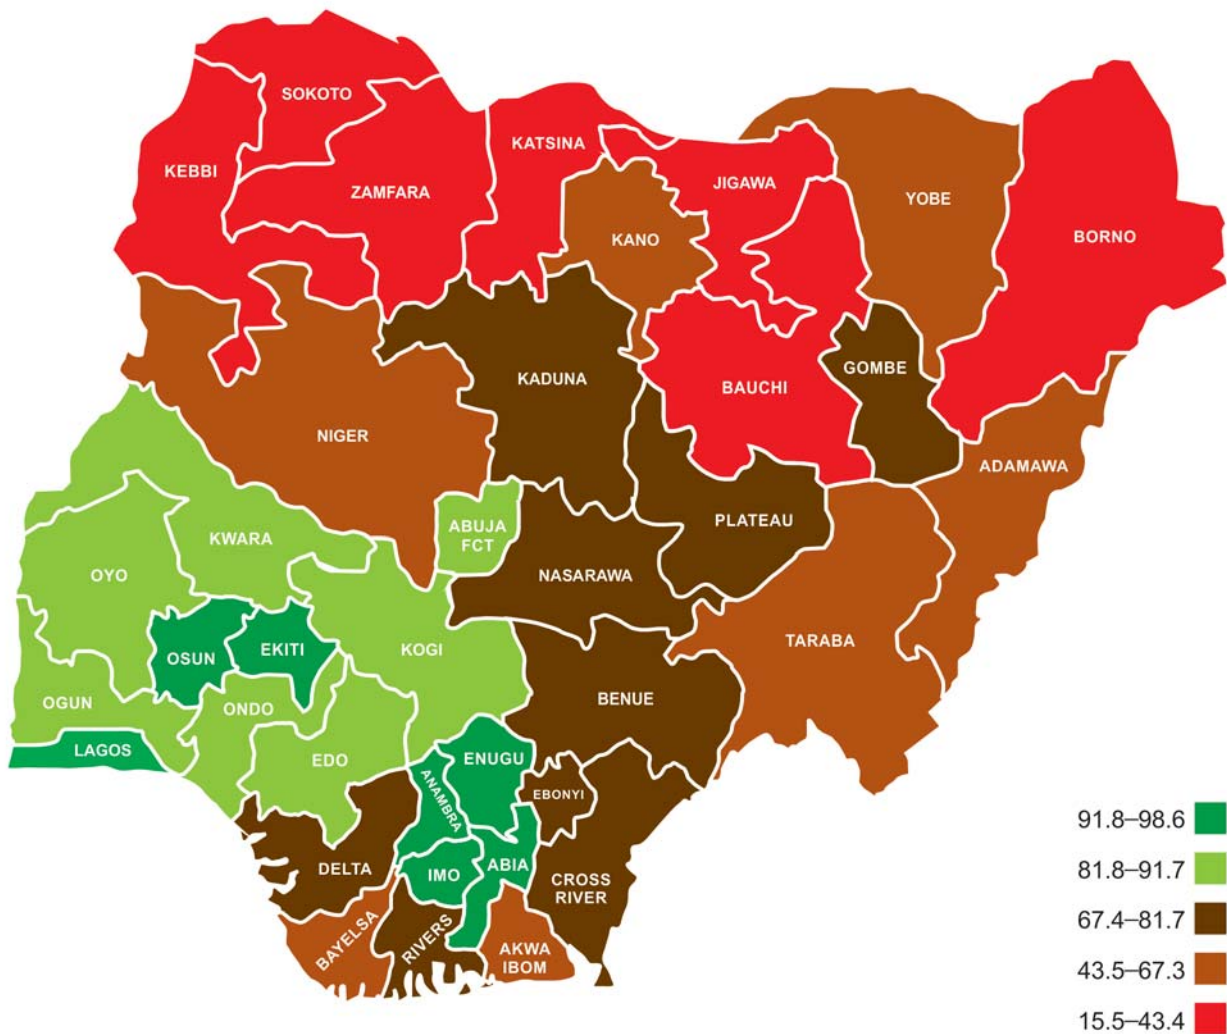 SOKOTO
KATSINA
KEBBI
ZAMFARA
JIGAWA
YOBE
KANO
BORNO
GOMBE
KADUNA
BAUCHI
NIGER
ADAMAWA
PLATEAU
ABUJA
FCT
KWARA
OYO
NASARAWA
TARABA
OSUN
EKITI
KOGI
BENUE
OGUN
ONDO
LAGOS
EDO
ENUGU
ANAMBRA
EBONYI
DELTA
IMO
ABIA
CROSS
RIVER
BAYELSA
RIVERS
AKWA
IBOM
91.8–98.6
81.8–91.7
67.4–81.7
43.5–67.3
15.5–43.4